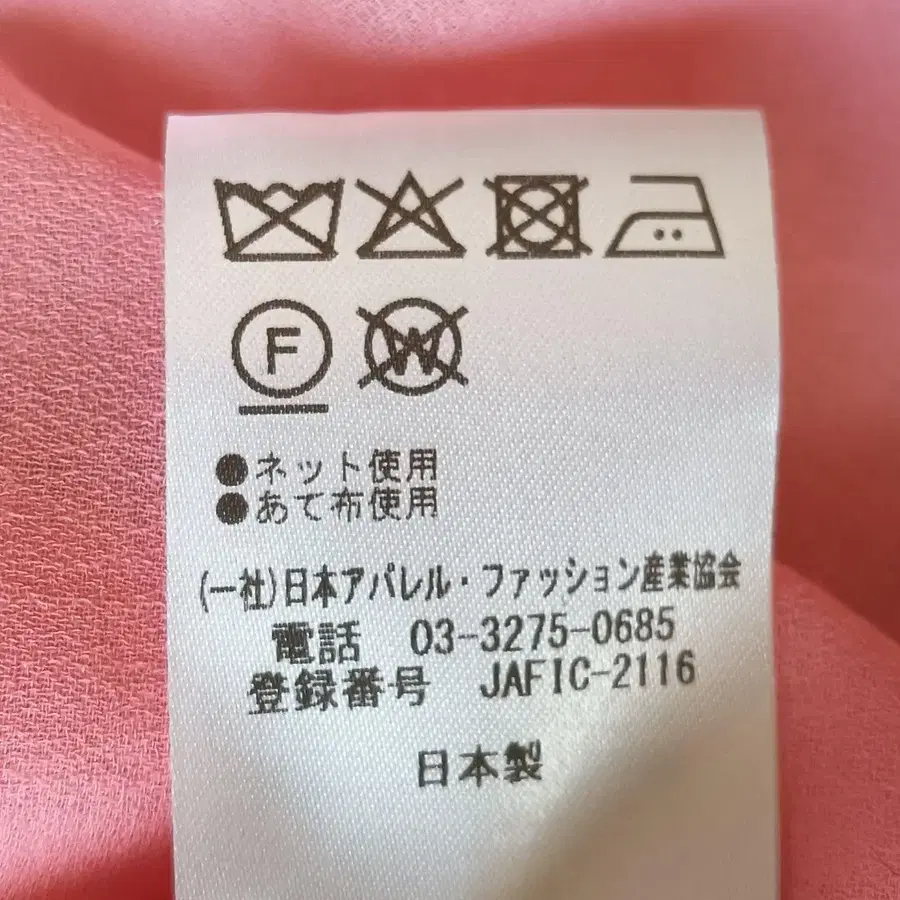 F W
●ネット使用
●あて布使用
(一社)日本アパレル・ファッション産業協会
電話 03-3275-0685
登録番号 JAFIC-2116
日本製